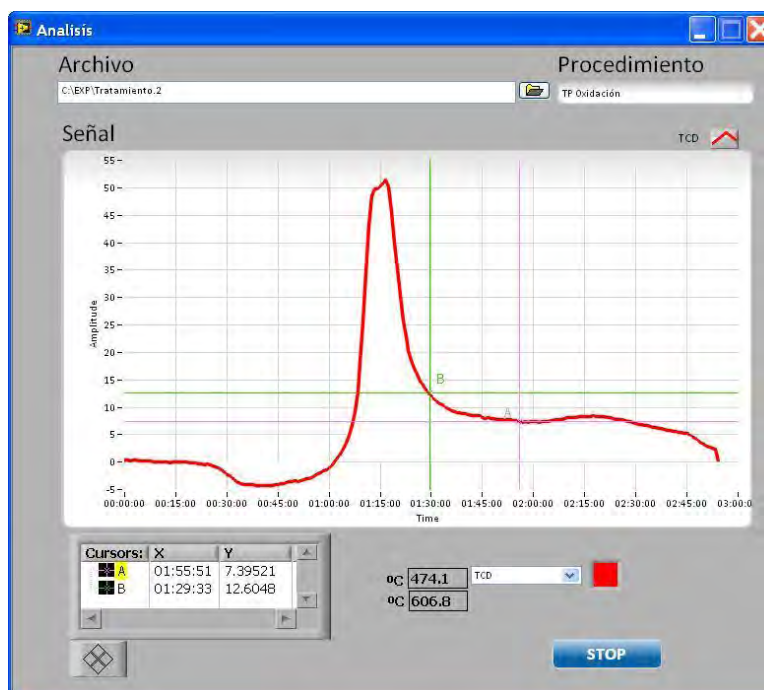 Analisis
Archivo
Procedimiento
C:\EXP\Tratamiento.2
TP Oxidación
Señal
TCD
55
50
45
40
35
30
25
20
15
10
5
0
-5
Amplitude
B
A
00:00:00 00:15:00 00:30:00 00:45:00 01:00:00 01:15:00 01:30:00 01:45:00 02:00:00 02:15:00 02:30:00 02:45:00 03:00:0
Time
Cursors: X Y
A 01:55:51 7.39521
B 01:29:33 12.6048
ºC 474.1 TCD
ºC 606.8
STOP